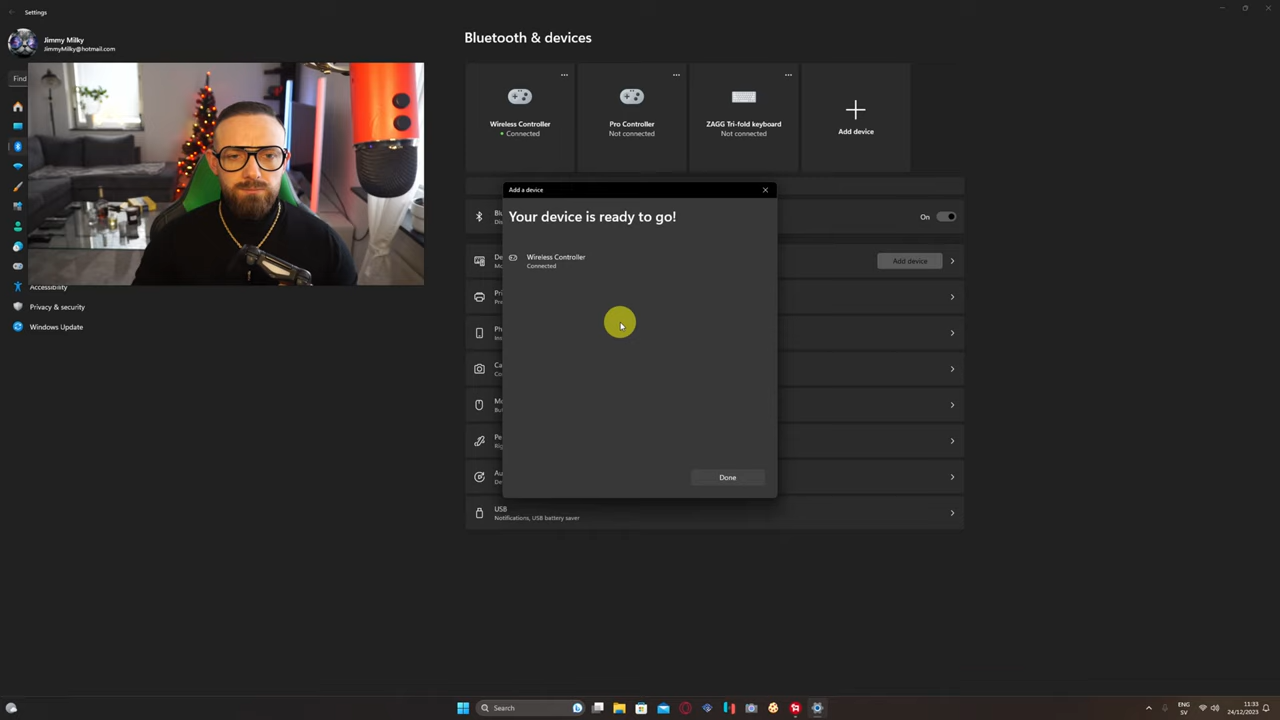 Settings
Jimmy Milky
JimmyMilky@hotmail.com
Find
Accessibility
Privacy & security
Windows Update
Bluetooth & devices
Wireless Controller
Connected
Pro Controller
Not connected
ZAGG Tri-fold keyboard
Not connected
Add device
On
Add device
Add a device
Your device is ready to go!
Wireless Controller
Connected
Done
USB
Notifications, USB battery saver
Search
ENG
SV
11:33
24/12/2023